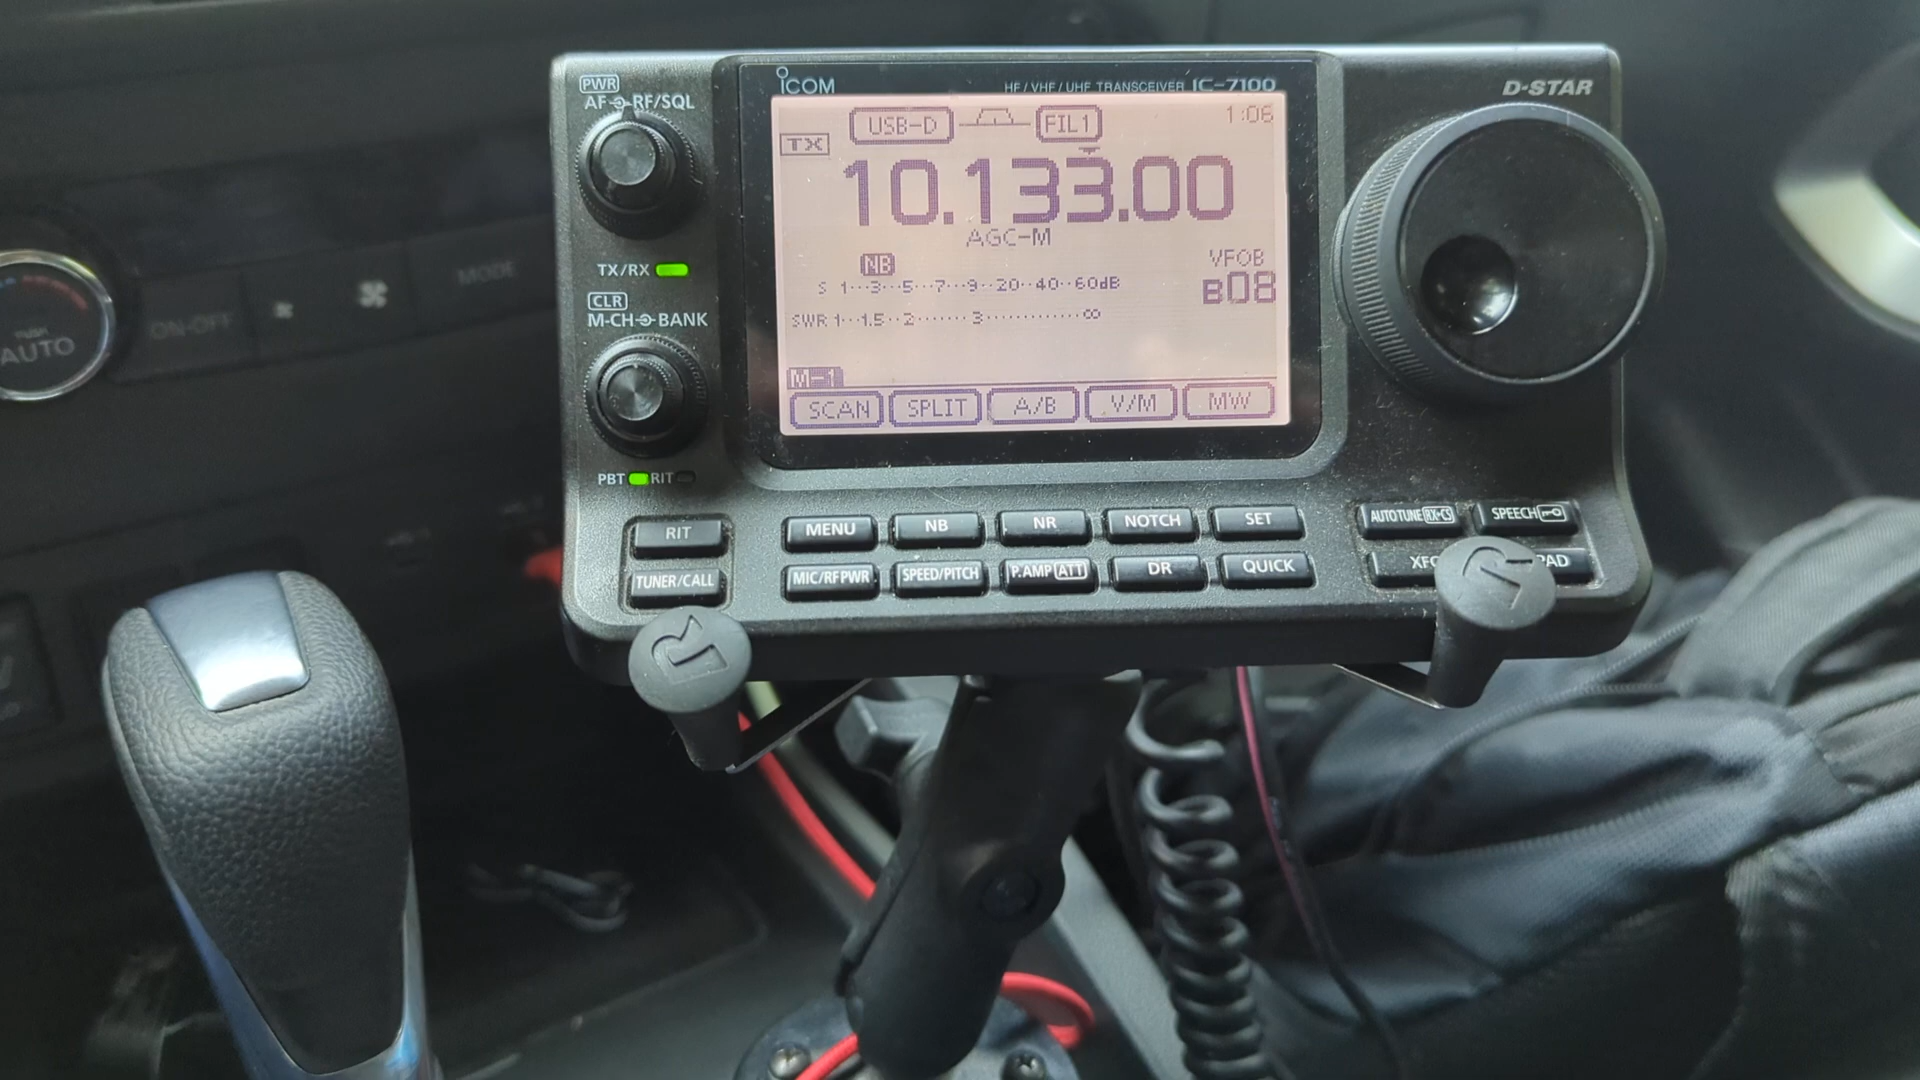 PWR
AF RF/SQL
ICOM
HF/VHF/UHF TRANSCEIVER IC-7100
D-STAR
USB-D FIL1 1:06
TX
10.133.00
AGC-M
TX/RX
NB
VFOB
S 1···3···5···7···9··20··40··60dB
B08
CLR
M-CH BANK
SWR 1···1.5··2······3············∞
M-1
SCAN SPLIT A/B V/M MW
PBT RIT
RIT
MENU NB NR NOTCH SET
AUTOTUNE RX>CS SPEECH
TUNER/CALL
MIC/RF PWR SPEED/PITCH P.AMP ATT DR QUICK
R
ON·OFF
MODE
AUTO